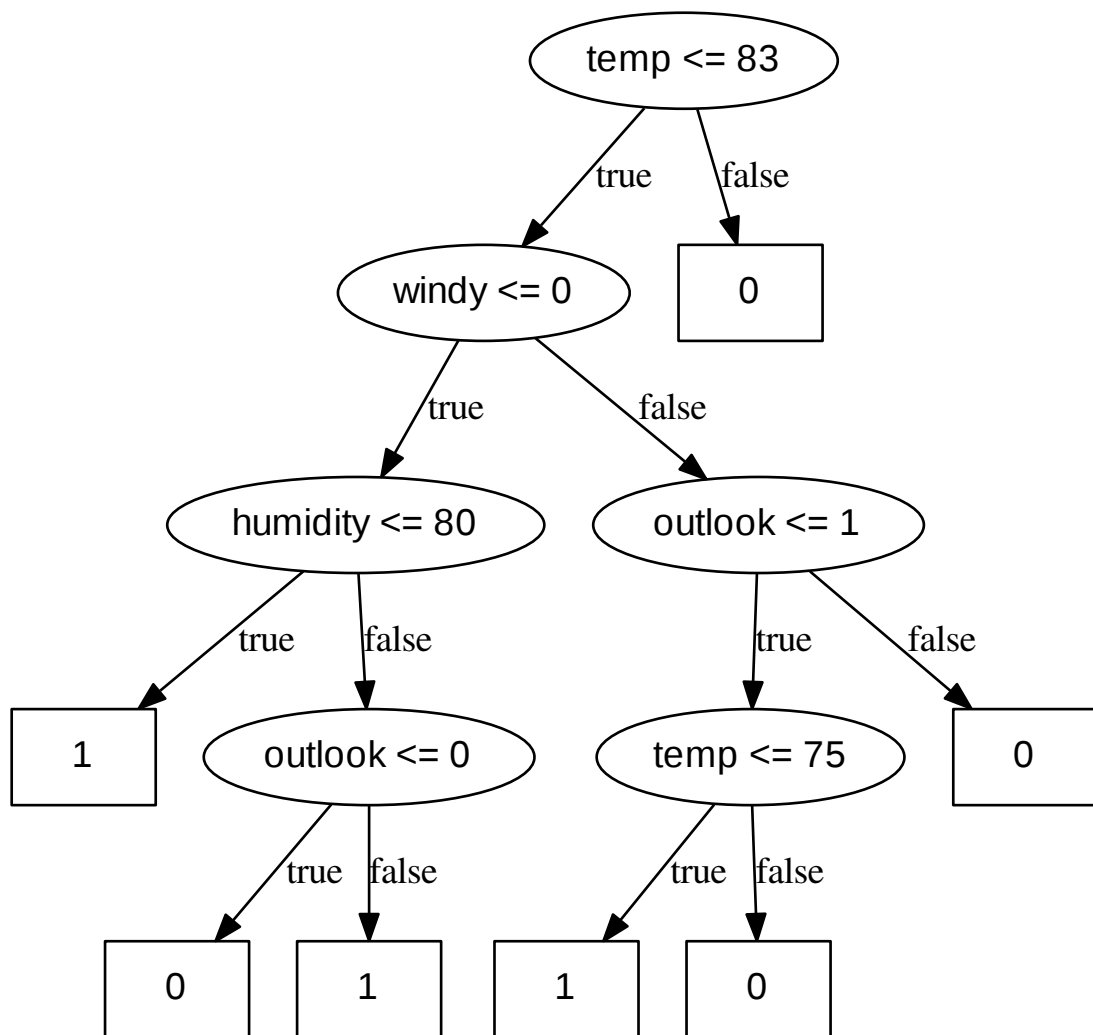 temp <= 83
true
false
windy <= 0
0
true
false
humidity <= 80
outlook <= 1
true
false
true
false
1
outlook <= 0
temp <= 75
0
true
false
true
false
0
1
1
0